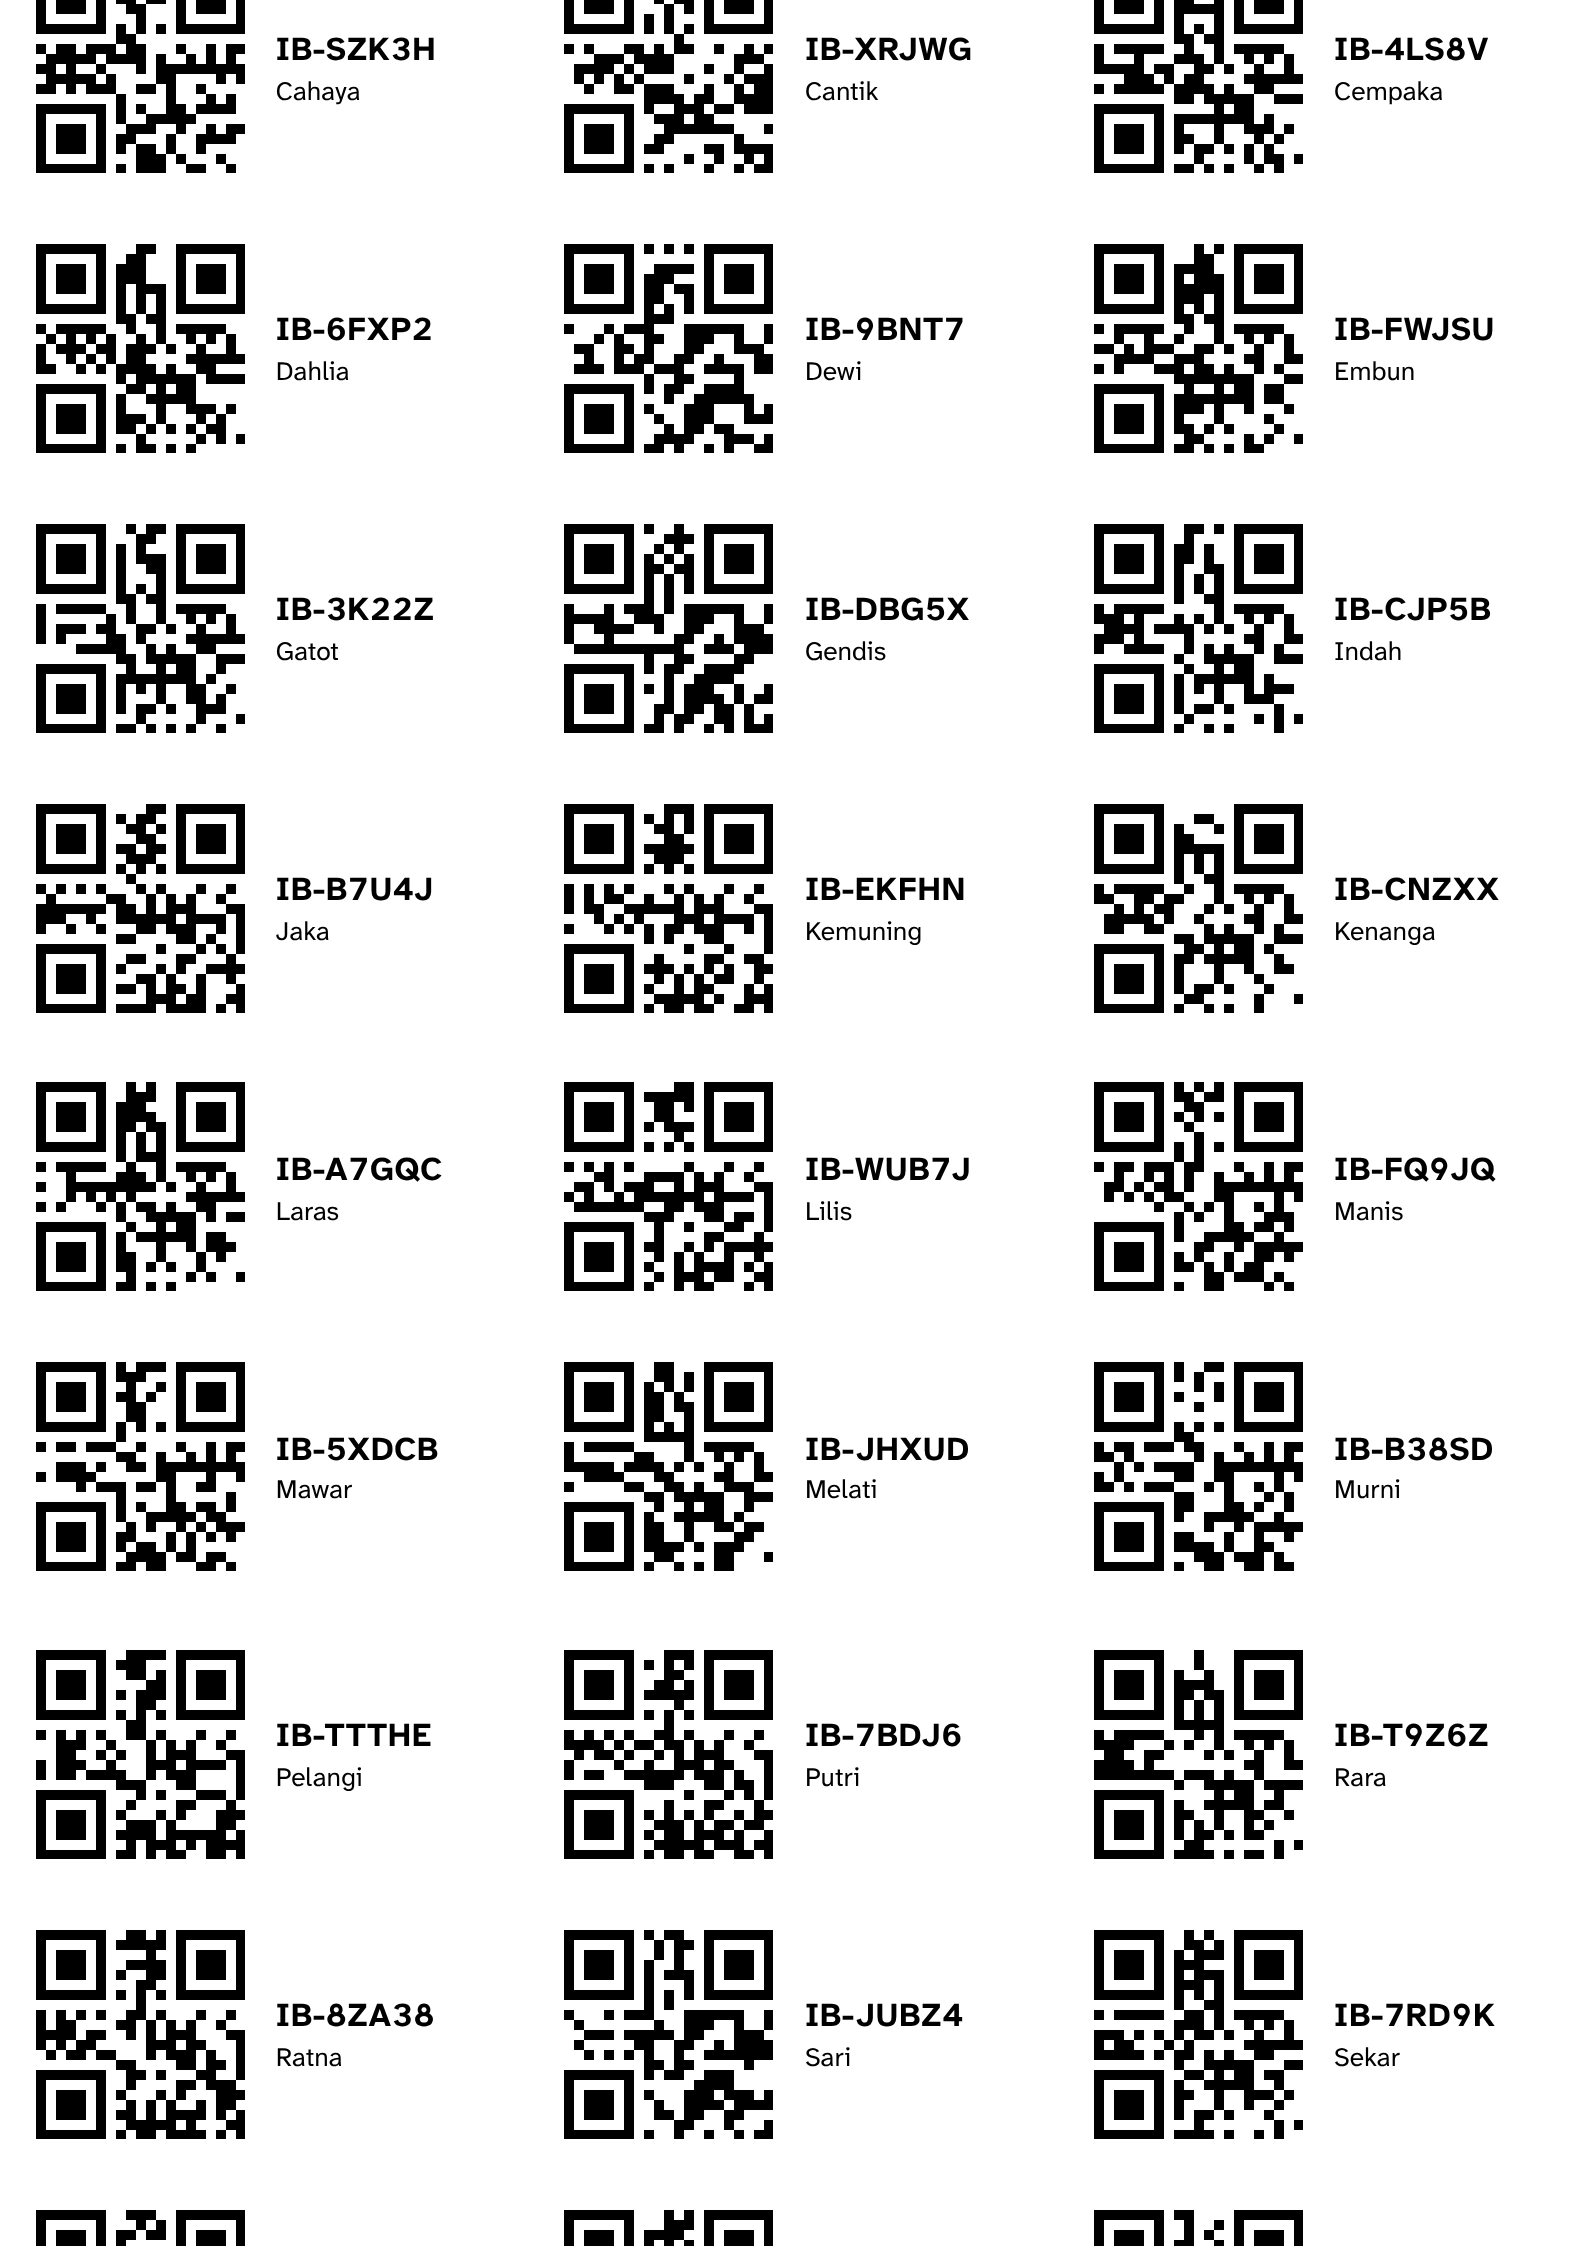 IB-SZK3H
Cahaya
IB-XRJWG
Cantik
IB-4LS8V
Cempaka
IB-6FXP2
Dahlia
IB-9BNT7
Dewi
IB-FWJSU
Embun
IB-3K22Z
Gatot
IB-DBG5X
Gendis
IB-CJP5B
Indah
IB-B7U4J
Jaka
IB-EKFHN
Kemuning
IB-CNZXX
Kenanga
IB-A7GQC
Laras
IB-WUB7J
Lilis
IB-FQ9JQ
Manis
IB-5XDCB
Mawar
IB-JHXUD
Melati
IB-B38SD
Murni
IB-TTTHE
Pelangi
IB-7BDJ6
Putri
IB-T9Z6Z
Rara
IB-8ZA38
Ratna
IB-JUBZ4
Sari
IB-7RD9K
Sekar